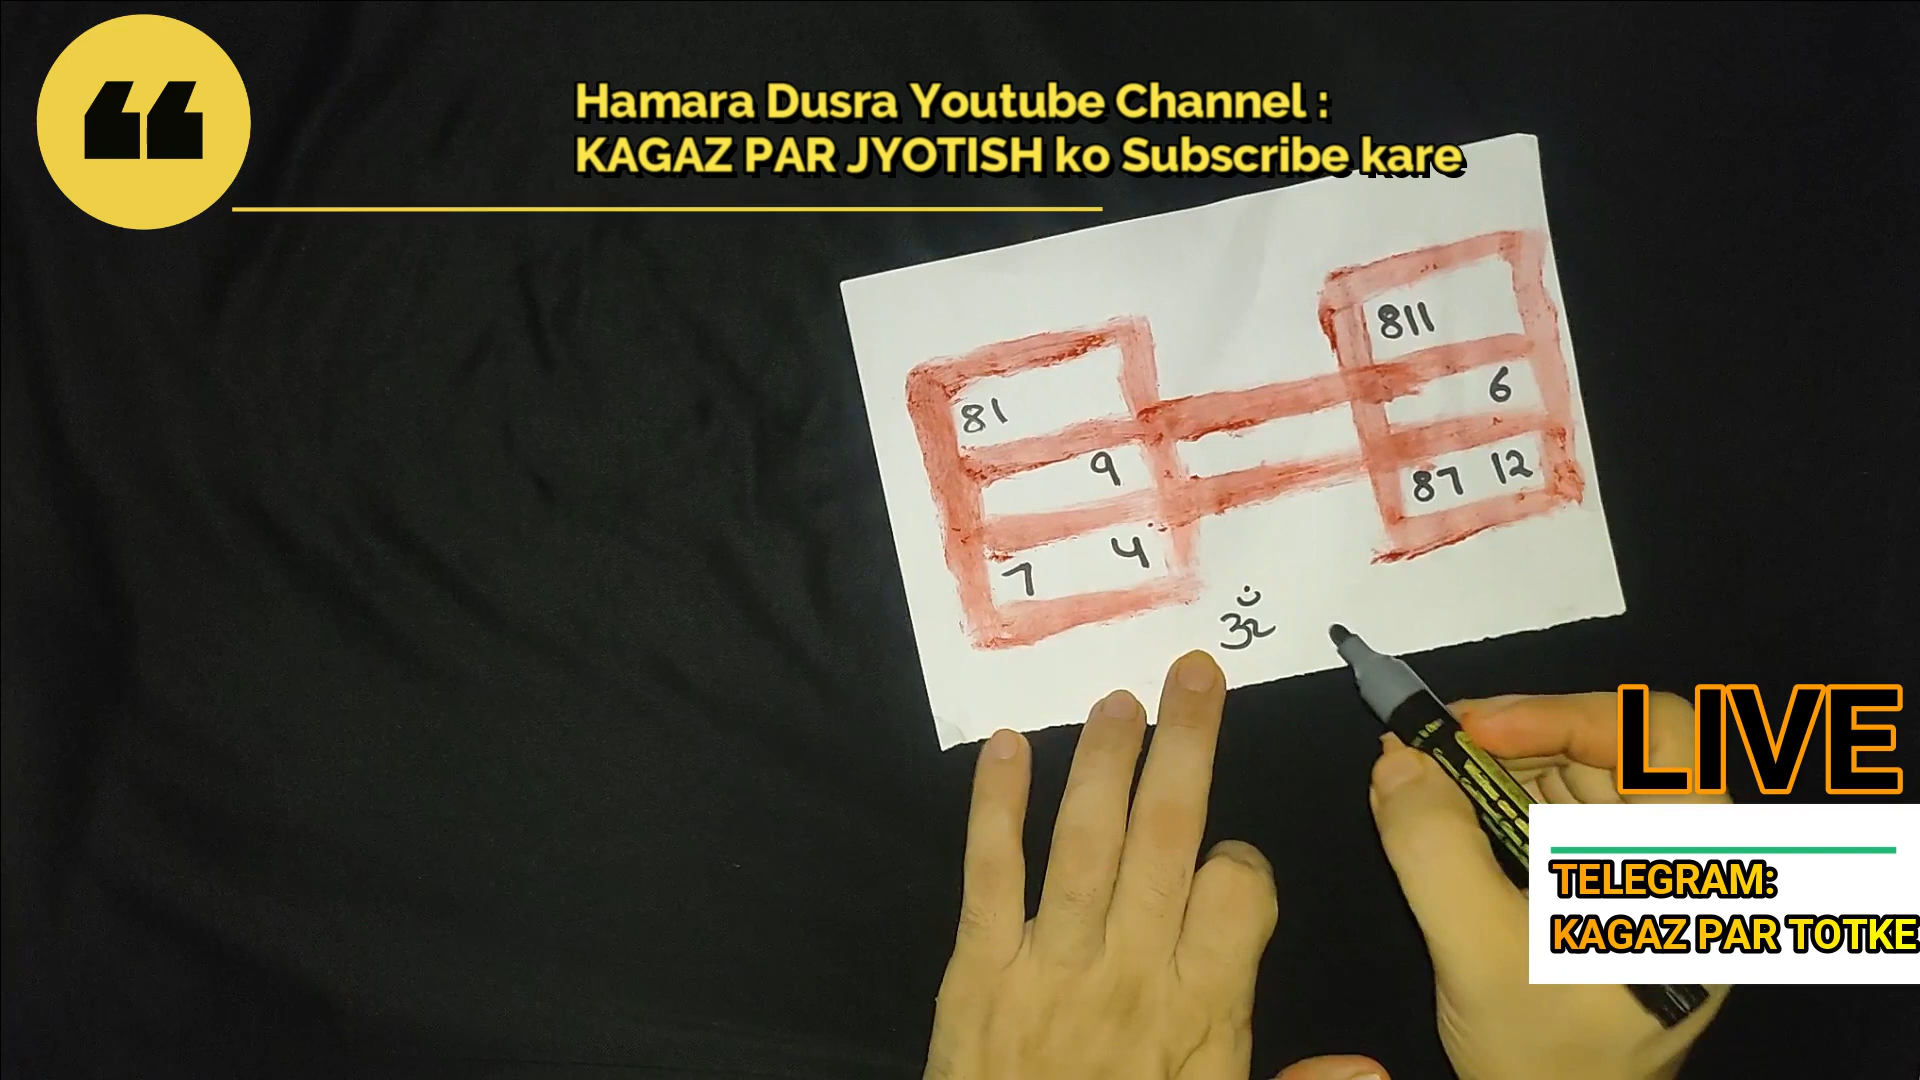 “
Hamara Dusra Youtube Channel :
KAGAZ PAR JYOTISH ko Subscribe kare
811
6
87 12
81
9
7 4
ॐ
LIVE
TELEGRAM:
KAGAZ PAR TOTKE